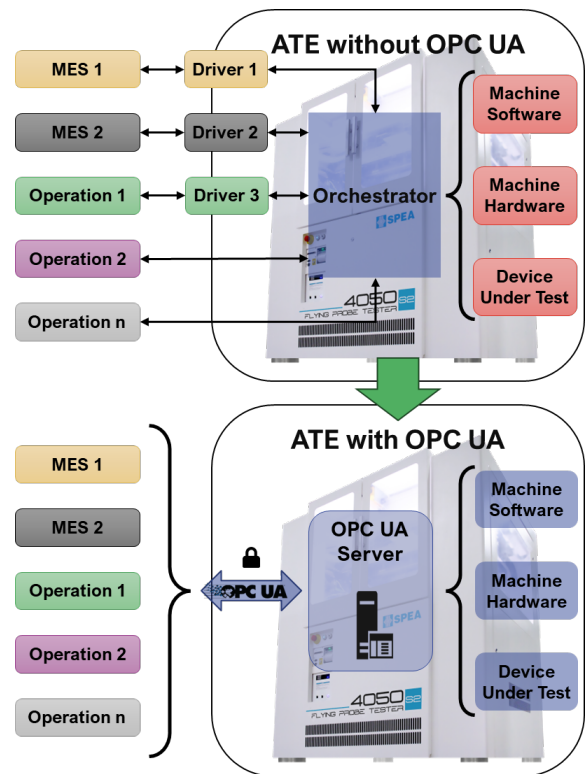 ATE without OPC UA
MES 1
Driver 1
MES 2
Driver 2
Operation 1
Driver 3
Operation 2
Operation n
Orchestrator
Machine
Software
Machine
Hardware
Device
Under Test
SPEA
4050 S2
FLYING PROBE TESTER
ATE with OPC UA
MES 1
MES 2
Operation 1
Operation 2
Operation n
OPC UA
OPC UA
Server
Machine
Software
Machine
Hardware
Device
Under Test
SPEA
4050 S2
FLYING PROBE TESTER